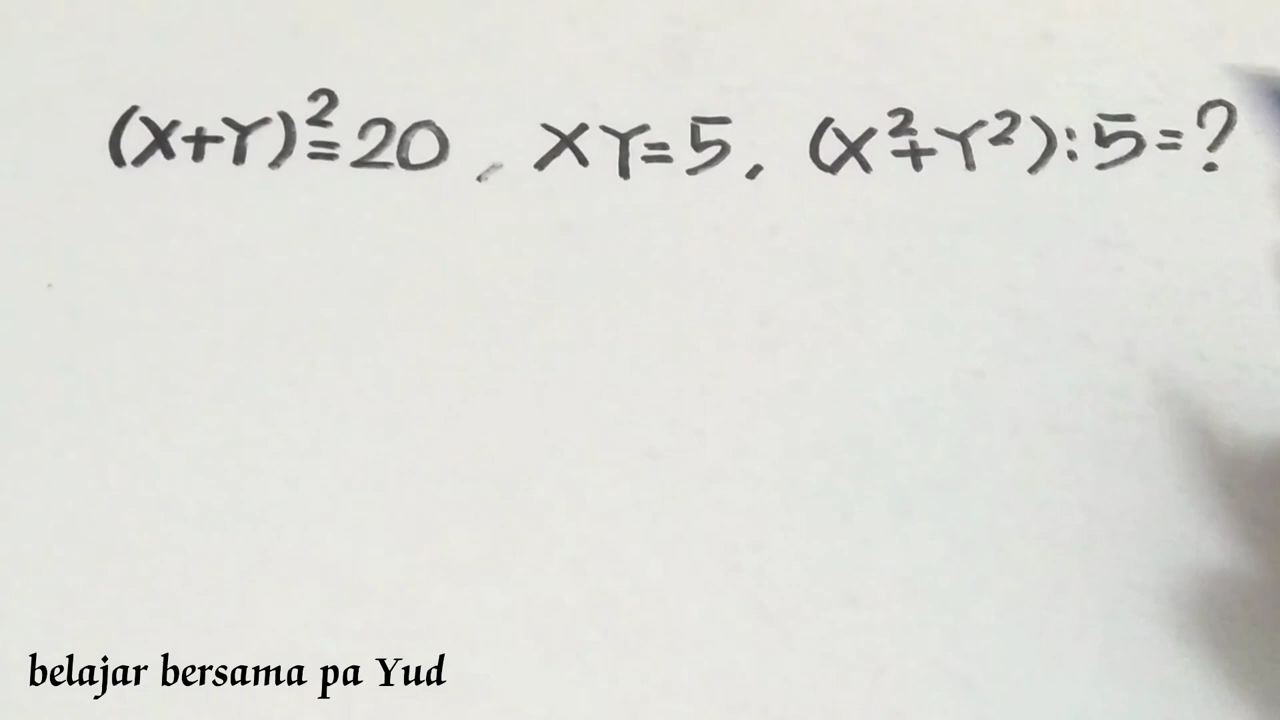 (X+Y)²=20, XY=5, (X²+Y²):5=?
belajar bersama pa Yud